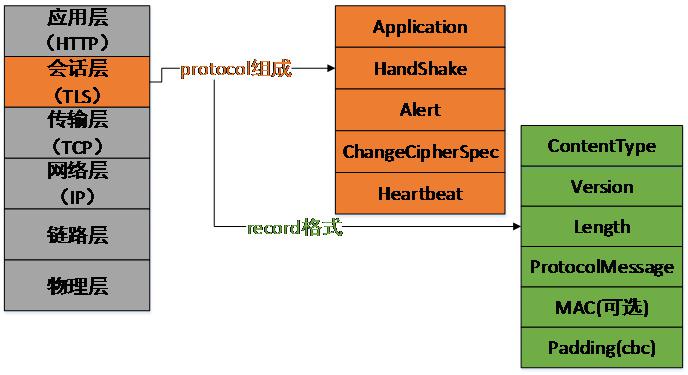 应用层
（HTTP）
会话层
（TLS）
传输层
（TCP）
网络层
（IP）
链路层
物理层
protocol组成
record格式
Application
HandShake
Alert
ChangeCipherSpec
Heartbeat
ContentType
Version
Length
ProtocolMessage
MAC(可选)
Padding(cbc)